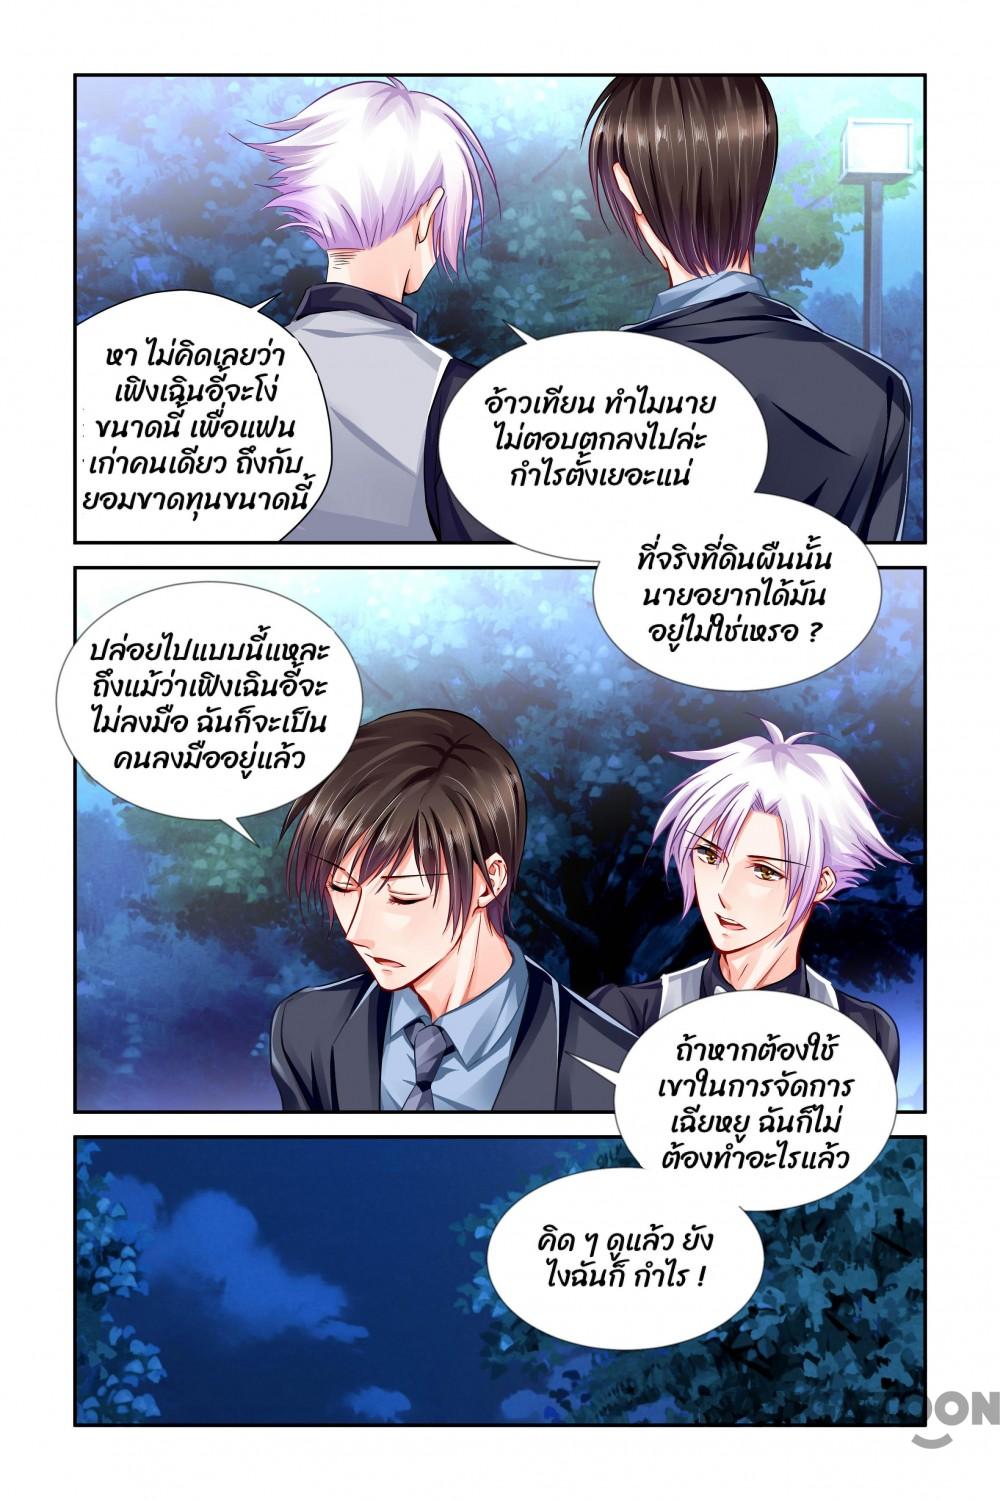 หา ไม่คิดเลยว่า
เฟิงเฉินอี้จะโง่
ขนาดนี้ เพื่อแฟน
เก่าคนเดียว ถึงกับ
ยอมขาดทุนขนาดนี้
อ้าวเทียน ทำไมนาย
ไม่ตอบตกลงไปล่ะ
กำไรตั้งเยอะแน่
ที่จริงที่ดินผืนนั้น
นายอยากได้มัน
อยู่ไม่ใช่เหรอ ?
ปล่อยไปแบบนี้แหละ
ถึงแม้ว่าเฟิงเฉินอี้จะ
ไม่ลงมือ ฉันก็จะเป็น
คนลงมืออยู่แล้ว
ถ้าหากต้องใช้
เขาในการจัดการ
เฉียหยู ฉันก็ไม่
ต้องทำอะไรแล้ว
คิด ๆ ดูแล้ว ยัง
ไงฉันก็ กำไร !